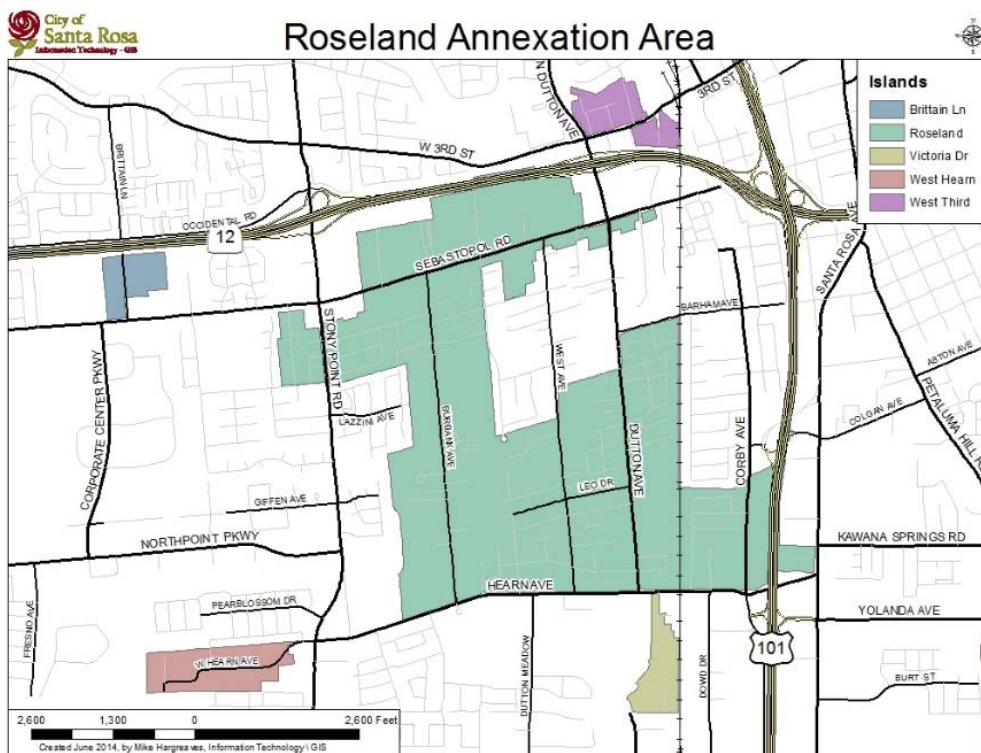 City of
Santa Rosa
Information Technology - GIS
Roseland Annexation Area
Islands
Brittain Ln
Roseland
Victoria Dr
West Hearn
West Third
N DUTTON AVE
3RD ST
W 3RD ST
BRITTAIN LN
OCCIDENTAL RD
12
SEBASTOPOL RD
SANTA ROSA AVE
STONY POINT RD
BARHAM AVE
ASTON AVE
WEST AVE
CORPORATE CENTER PKWY
LAZZINI AVE
BURBANK AVE
DUTTON AVE
CORBY AVE
COLGAN AVE
PETALUMA HILL R
LEO DR
GIFFEN AVE
NORTHPOINT PKWY
KAWANA SPRINGS RD
HEARN AVE
FRESNO AVE
PEARBLOSSOM DR
YOLANDA AVE
W HEARN AVE
DUTTON MEADOW
DOWD DR
101
BURT ST
2,600 1,300 0 2,600 Feet
Created June 2014, by Mike Hargreaves, Information Technology \ GIS